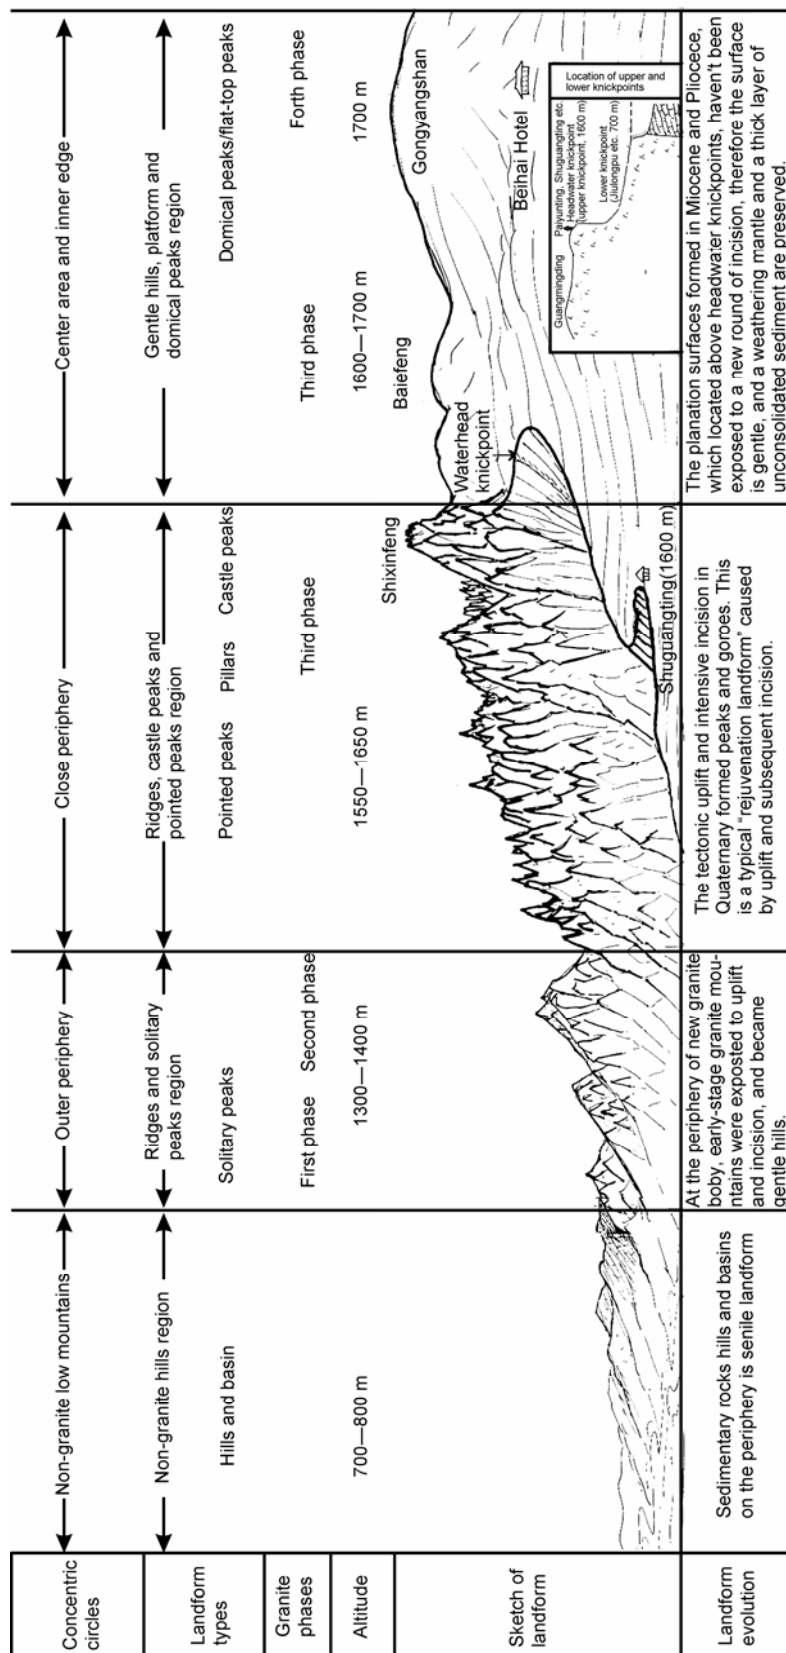 Concentric
circles
Non-granite low mountains
Outer periphery
Close periphery
Center area and inner edge
Landform
types
Non-granite hills region
Ridges and solitary
peaks region
Ridges, castle peaks and
pointed peaks region
Gentle hills, platform and
domical peaks region
Hills and basin
Solitary peaks
Pointed peaks
Pillars
Castle peaks
Domical peaks/flat-top peaks
Granite
phases
First phase
Second phase
Third phase
Third phase
Forth phase
Altitude
700—800 m
1300—1400 m
1550—1650 m
1600—1700 m
1700 m
Sketch of
landform
Shixinfeng
Baiefeng
Gongyangshan
Waterhead
knickpoint
Beihai Hotel
Shuguangting(1600 m)
Guangmingding
Paiyunting, Shuguangting etc.
Headwater knickpoint
(upper knickpoint, 1600 m)
Lower knickpoint
(Jiulongpu etc. 700 m)
Location of upper and
lower knickpoints
Landform
evolution
Sedimentary rocks hills and basins
on the periphery is senile landform
At the periphery of new granite
boby, early-stage granite mou-
ntains were exposed to uplift
and incision, and became
gentle hills.
The tectonic uplift and intensive incision in
Quaternary formed peaks and goroes. This
is a typical “rejuvenation landform” caused
by uplift and subsequent incision.
The planation surfaces formed in Miocene and Pliocece,
which located above headwater knickpoints, haven't been
exposed to a new round of incision, therefore the surface
is gentle, and a weathering mantle and a thick layer of
unconsolidated sediment are preserved.